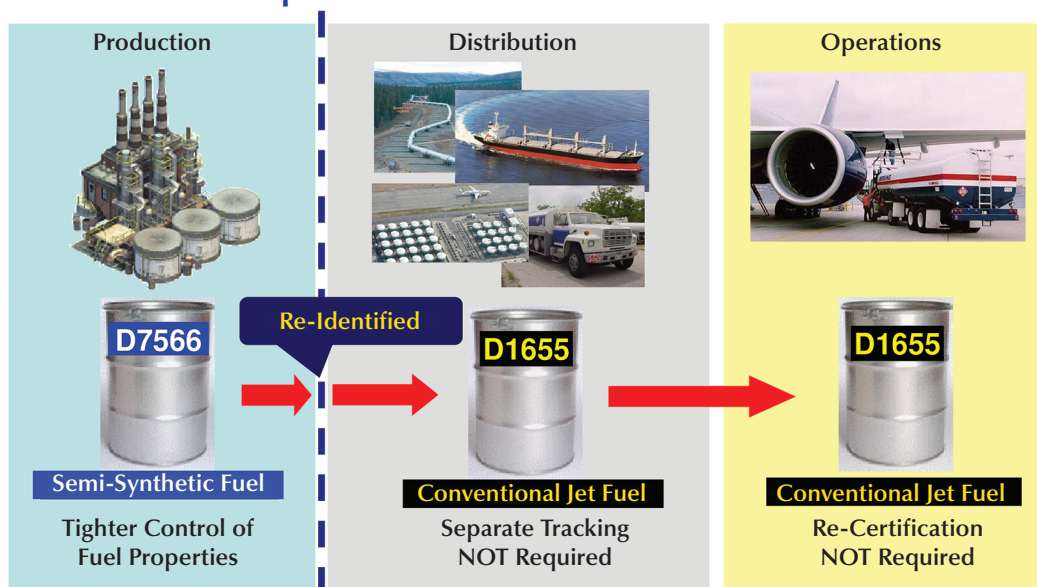 Production
Distribution
Operations
Re-Identified
D7566
D1655
D1655
Semi-Synthetic Fuel
Conventional Jet Fuel
Conventional Jet Fuel
Tighter Control of
Fuel Properties
Separate Tracking
NOT Required
Re-Certification
NOT Required